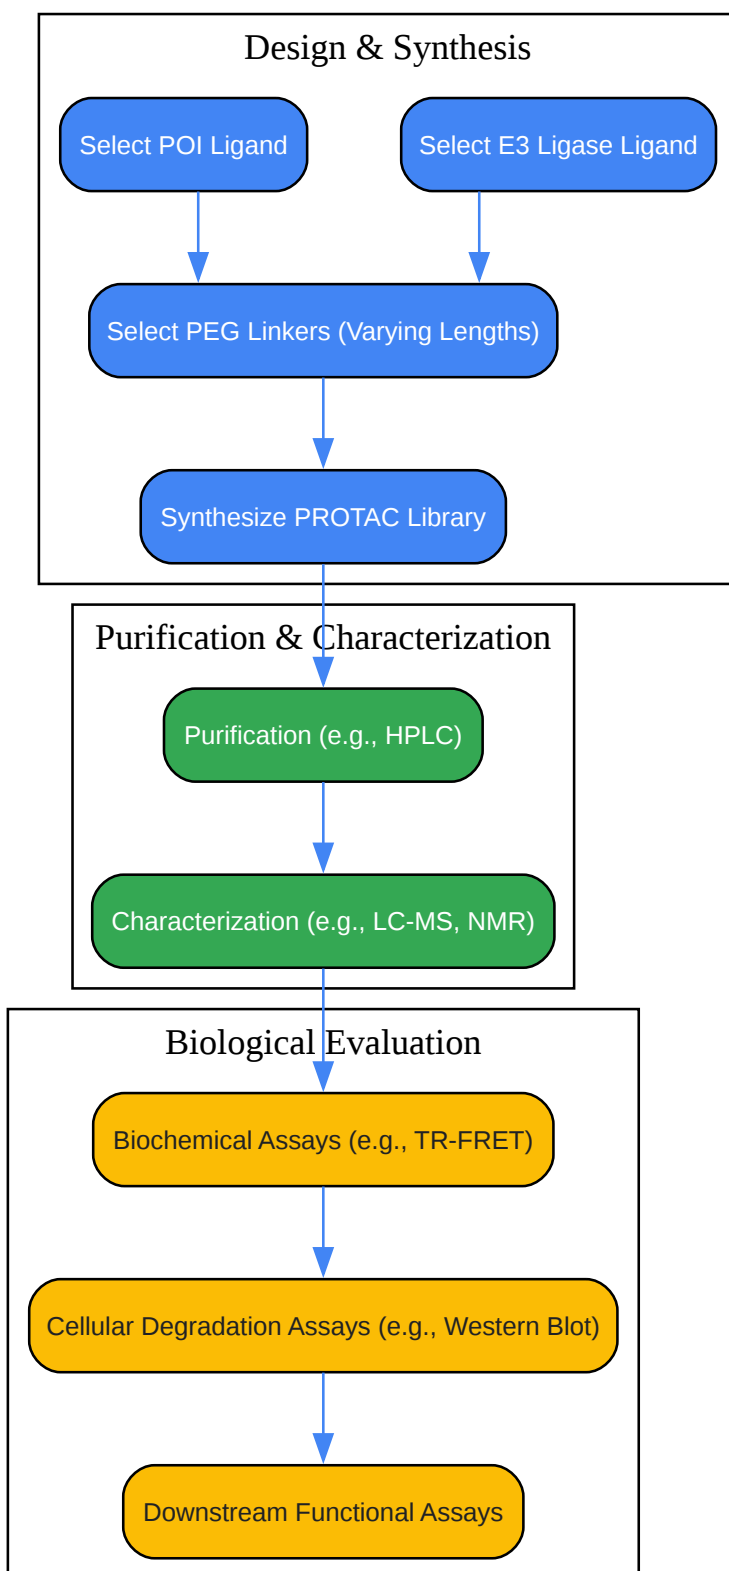 Design & Synthesis
Select POI Ligand
Select E3 Ligase Ligand
Select PEG Linkers (Varying Lengths)
Synthesize PROTAC Library
Purification & Characterization
Purification (e.g., HPLC)
Characterization (e.g., LC-MS, NMR)
Biological Evaluation
Biochemical Assays (e.g., TR-FRET)
Cellular Degradation Assays (e.g., Western Blot)
Downstream Functional Assays